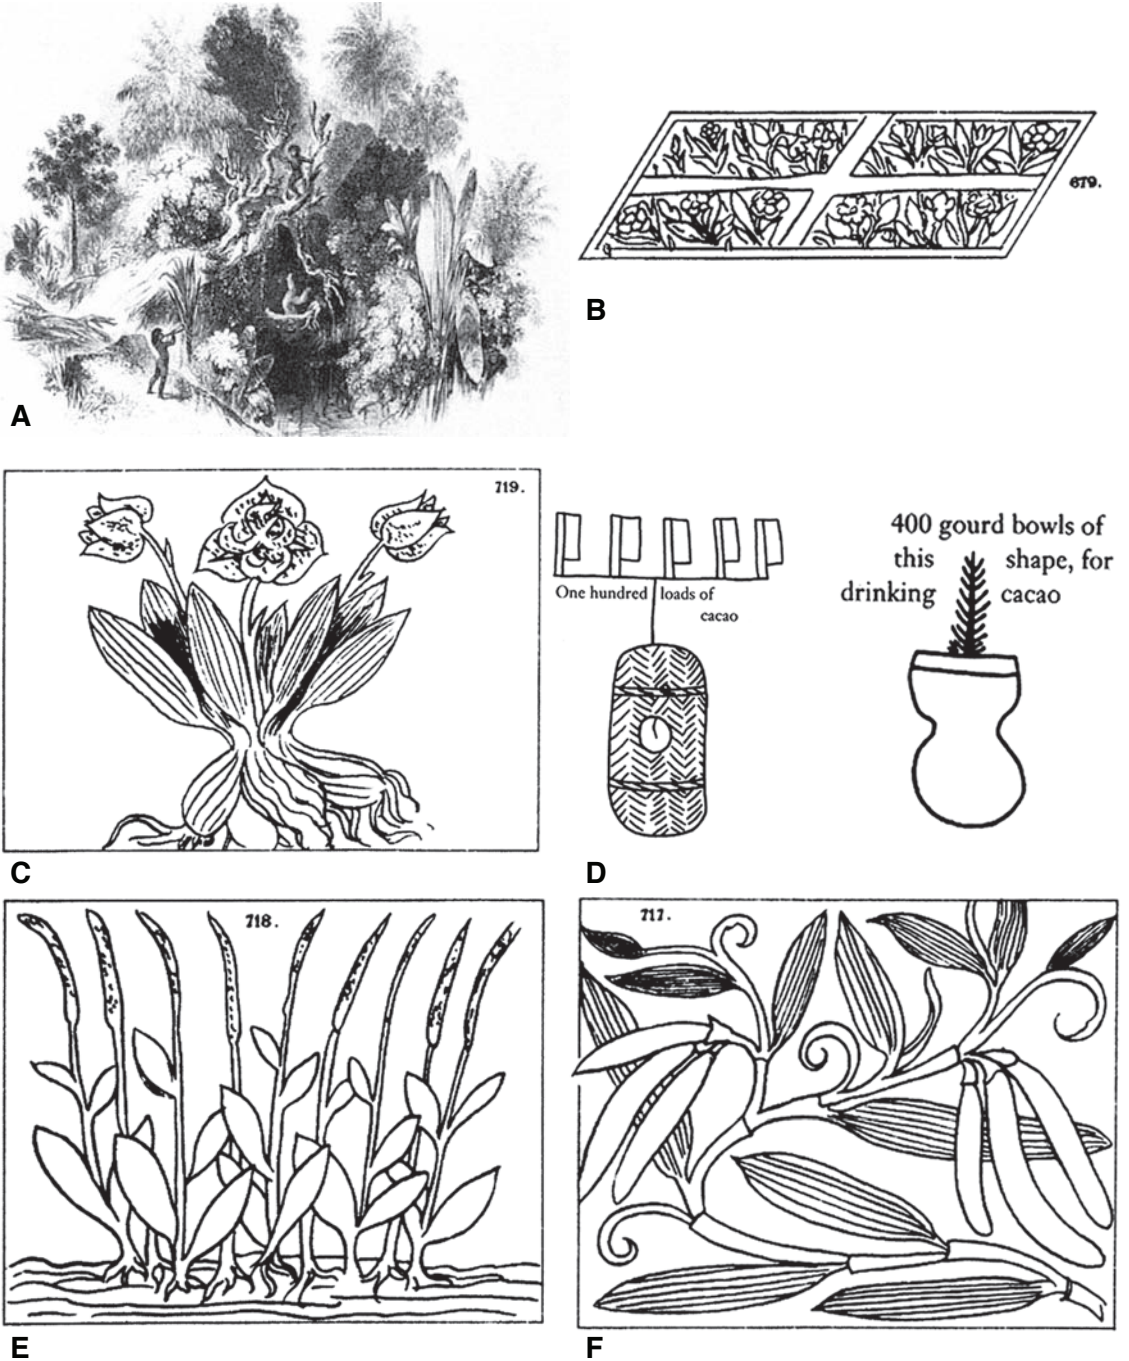 A
679.
B
719.
C
One hundred loads of
cacao
400 gourd bowls of
this shape, for
drinking cacao
D
718.
E
717.
F